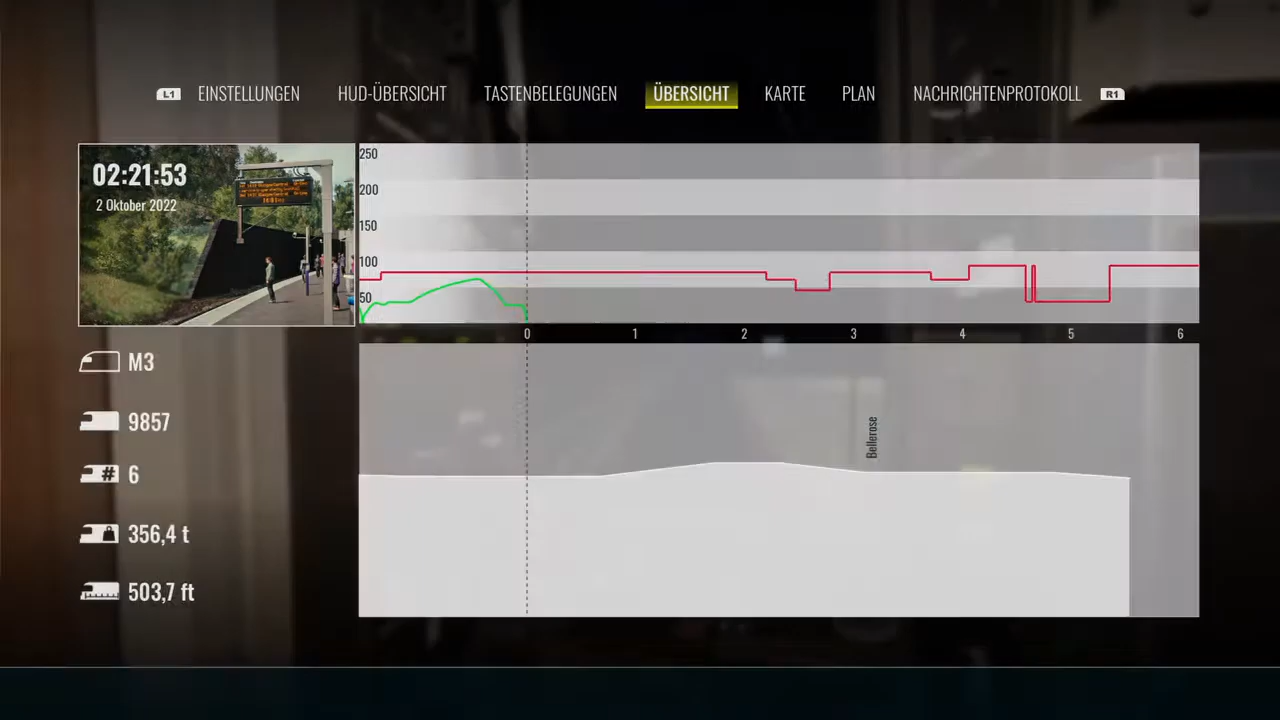 L1 EINSTELLUNGEN HUD-ÜBERSICHT TASTENBELEGUNGEN ÜBERSICHT KARTE PLAN NACHRICHTENPROTOKOLL R1
02:21:53
2 Oktober 2022
250
200
150
100
50
0 1 2 3 4 5 6
M3
9857
# 6
356,4 t
503,7 ft
Bellerose